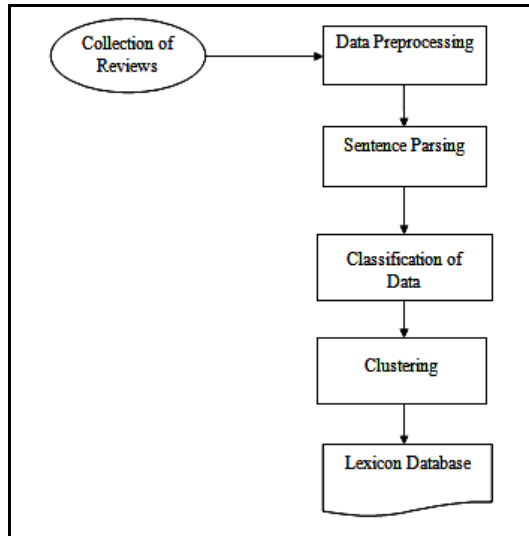 Collection of
Reviews
Data Preprocessing
Sentence Parsing
Classification of
Data
Clustering
Lexicon Database